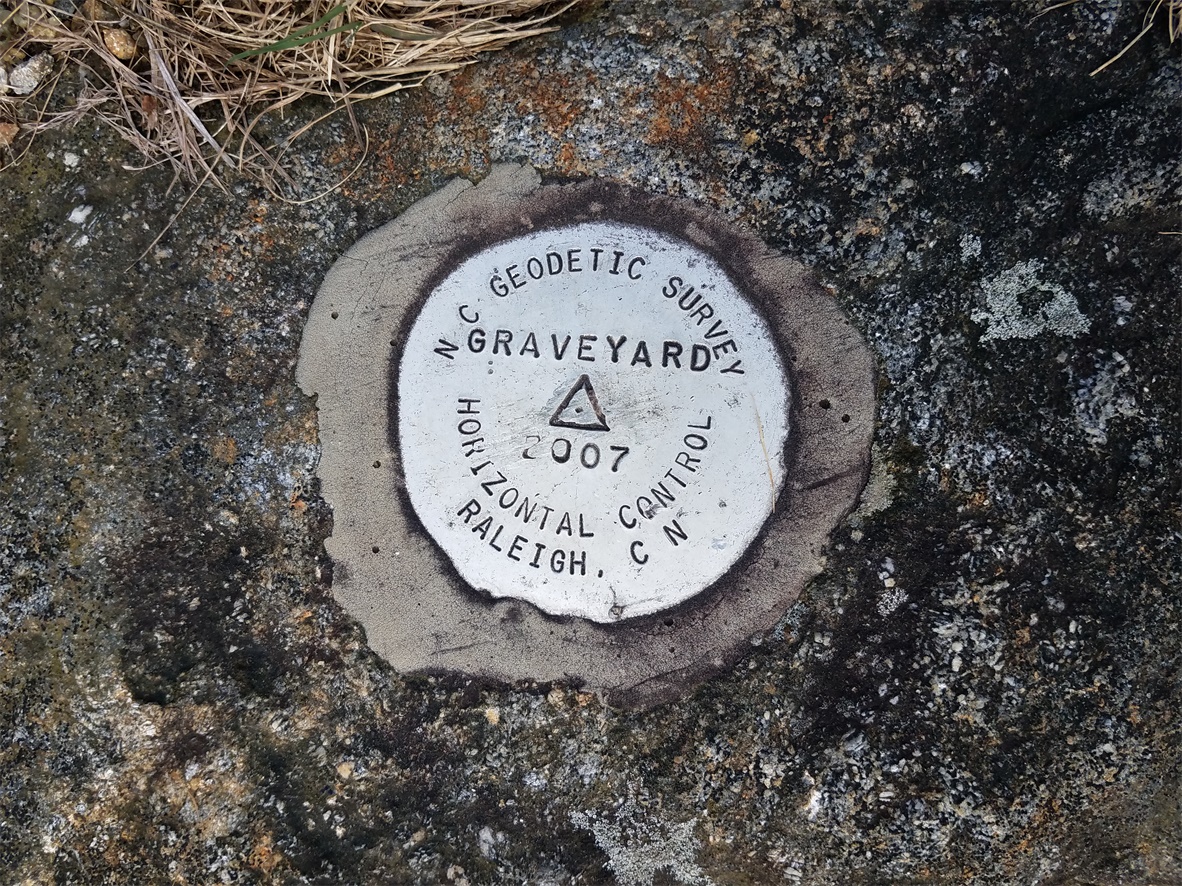 N C GEODETIC SURVEY
GRAVEYARD
2007
HORIZONTAL CONTROL
RALEIGH, C N